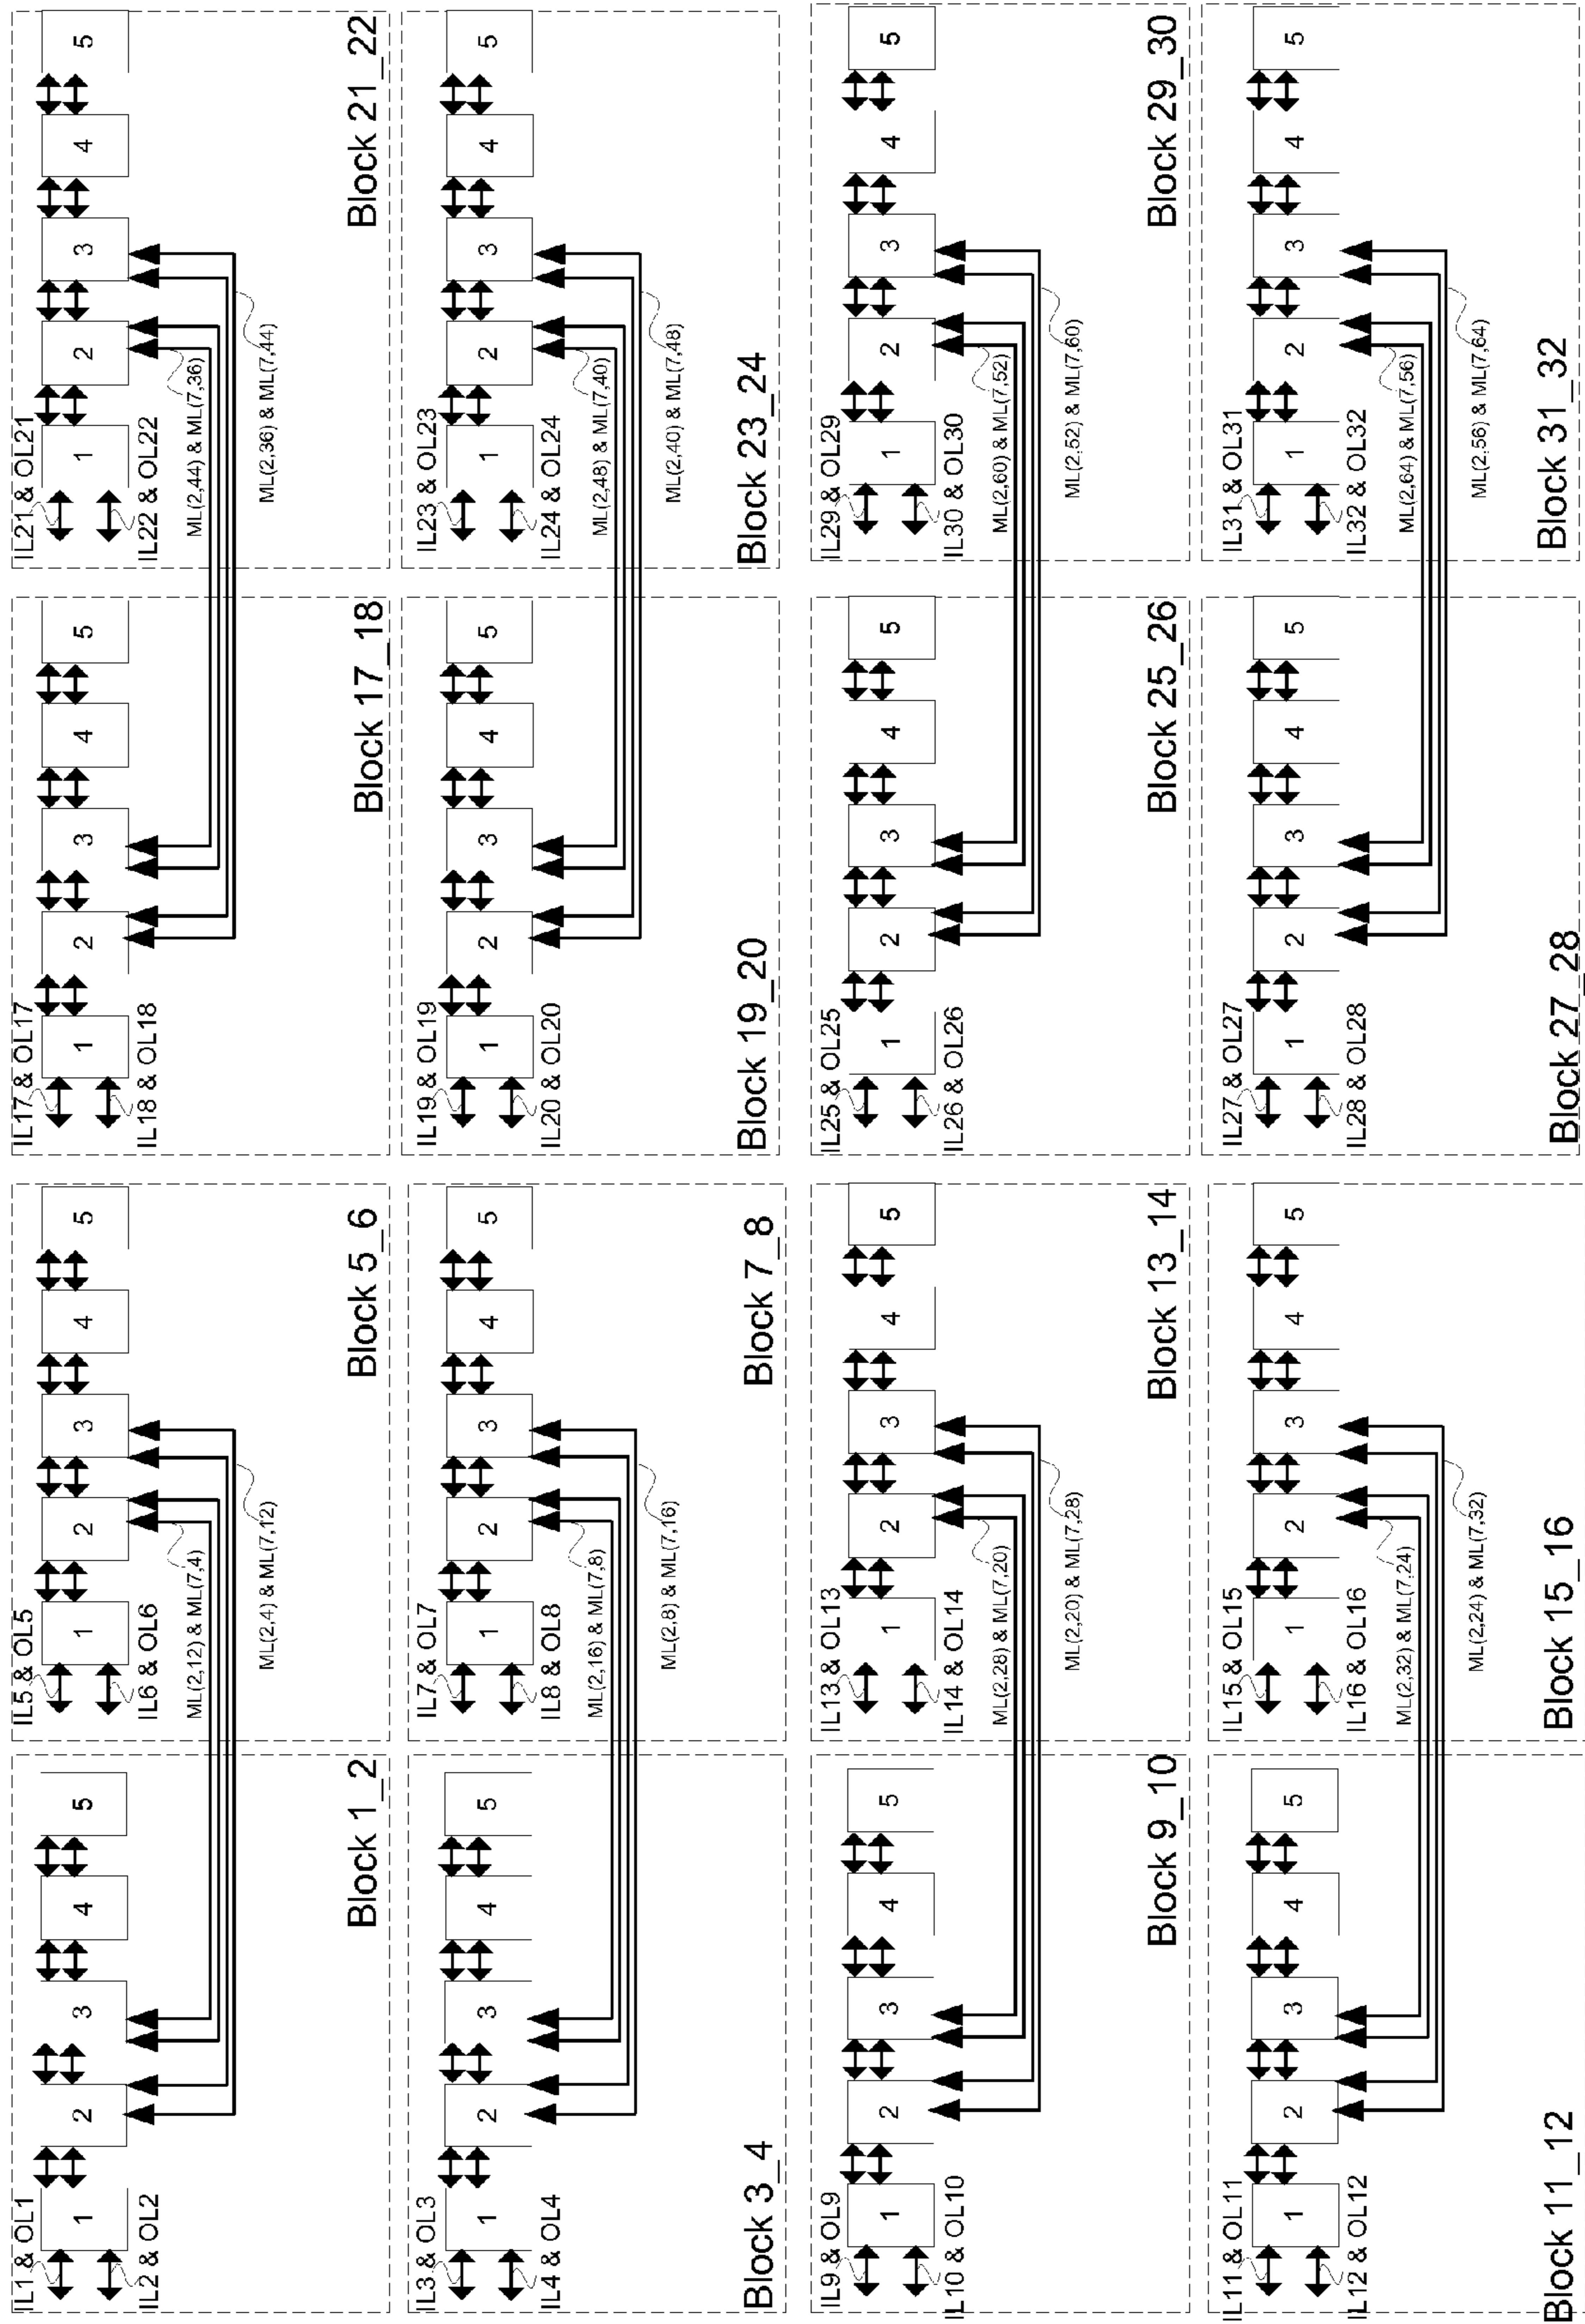 IL1 & OL1
1 2 3 4 5
IL2 & OL2
Block 1_2
IL5 & OL5
1 2 3 4 5
IL6 & OL6
ML(2,12) & ML(7,4)
ML(2,4) & ML(7,12)
Block 5_6
IL17 & OL17
1 2 3 4 5
IL18 & OL18
Block 17_18
IL21 & OL21
1 2 3 4 5
IL22 & OL22
ML(2,44) & ML(7,36)
ML(2,36) & ML(7,44)
Block 21_22
IL3 & OL3
1 2 3 4 5
IL4 & OL4
Block 3_4
IL7 & OL7
1 2 3 4 5
IL8 & OL8
ML(2,16) & ML(7,8)
ML(2,8) & ML(7,16)
Block 7_8
IL19 & OL19
1 2 3 4 5
IL20 & OL20
Block 19_20
IL23 & OL23
1 2 3 4 5
IL24 & OL24
ML(2,48) & ML(7,40)
ML(2,40) & ML(7,48)
Block 23_24
IL9 & OL9
1 2 3 4 5
IL10 & OL10
Block 9_10
IL13 & OL13
1 2 3 4 5
IL14 & OL14
ML(2,28) & ML(7,20)
ML(2,20) & ML(7,28)
Block 13_14
IL25 & OL25
1 2 3 4 5
IL26 & OL26
Block 25_26
IL29 & OL29
1 2 3 4 5
IL30 & OL30
ML(2,60) & ML(7,52)
ML(2,52) & ML(7,60)
Block 29_30
IL11 & OL11
1 2 3 4 5
IL12 & OL12
Block 11_12
IL15 & OL15
1 2 3 4 5
IL16 & OL16
ML(2,32) & ML(7,24)
ML(2,24) & ML(7,32)
Block 15_16
IL27 & OL27
1 2 3 4 5
IL28 & OL28
Block 27_28
IL31 & OL31
1 2 3 4 5
IL32 & OL32
ML(2,64) & ML(7,56)
ML(2,56) & ML(7,64)
Block 31_32